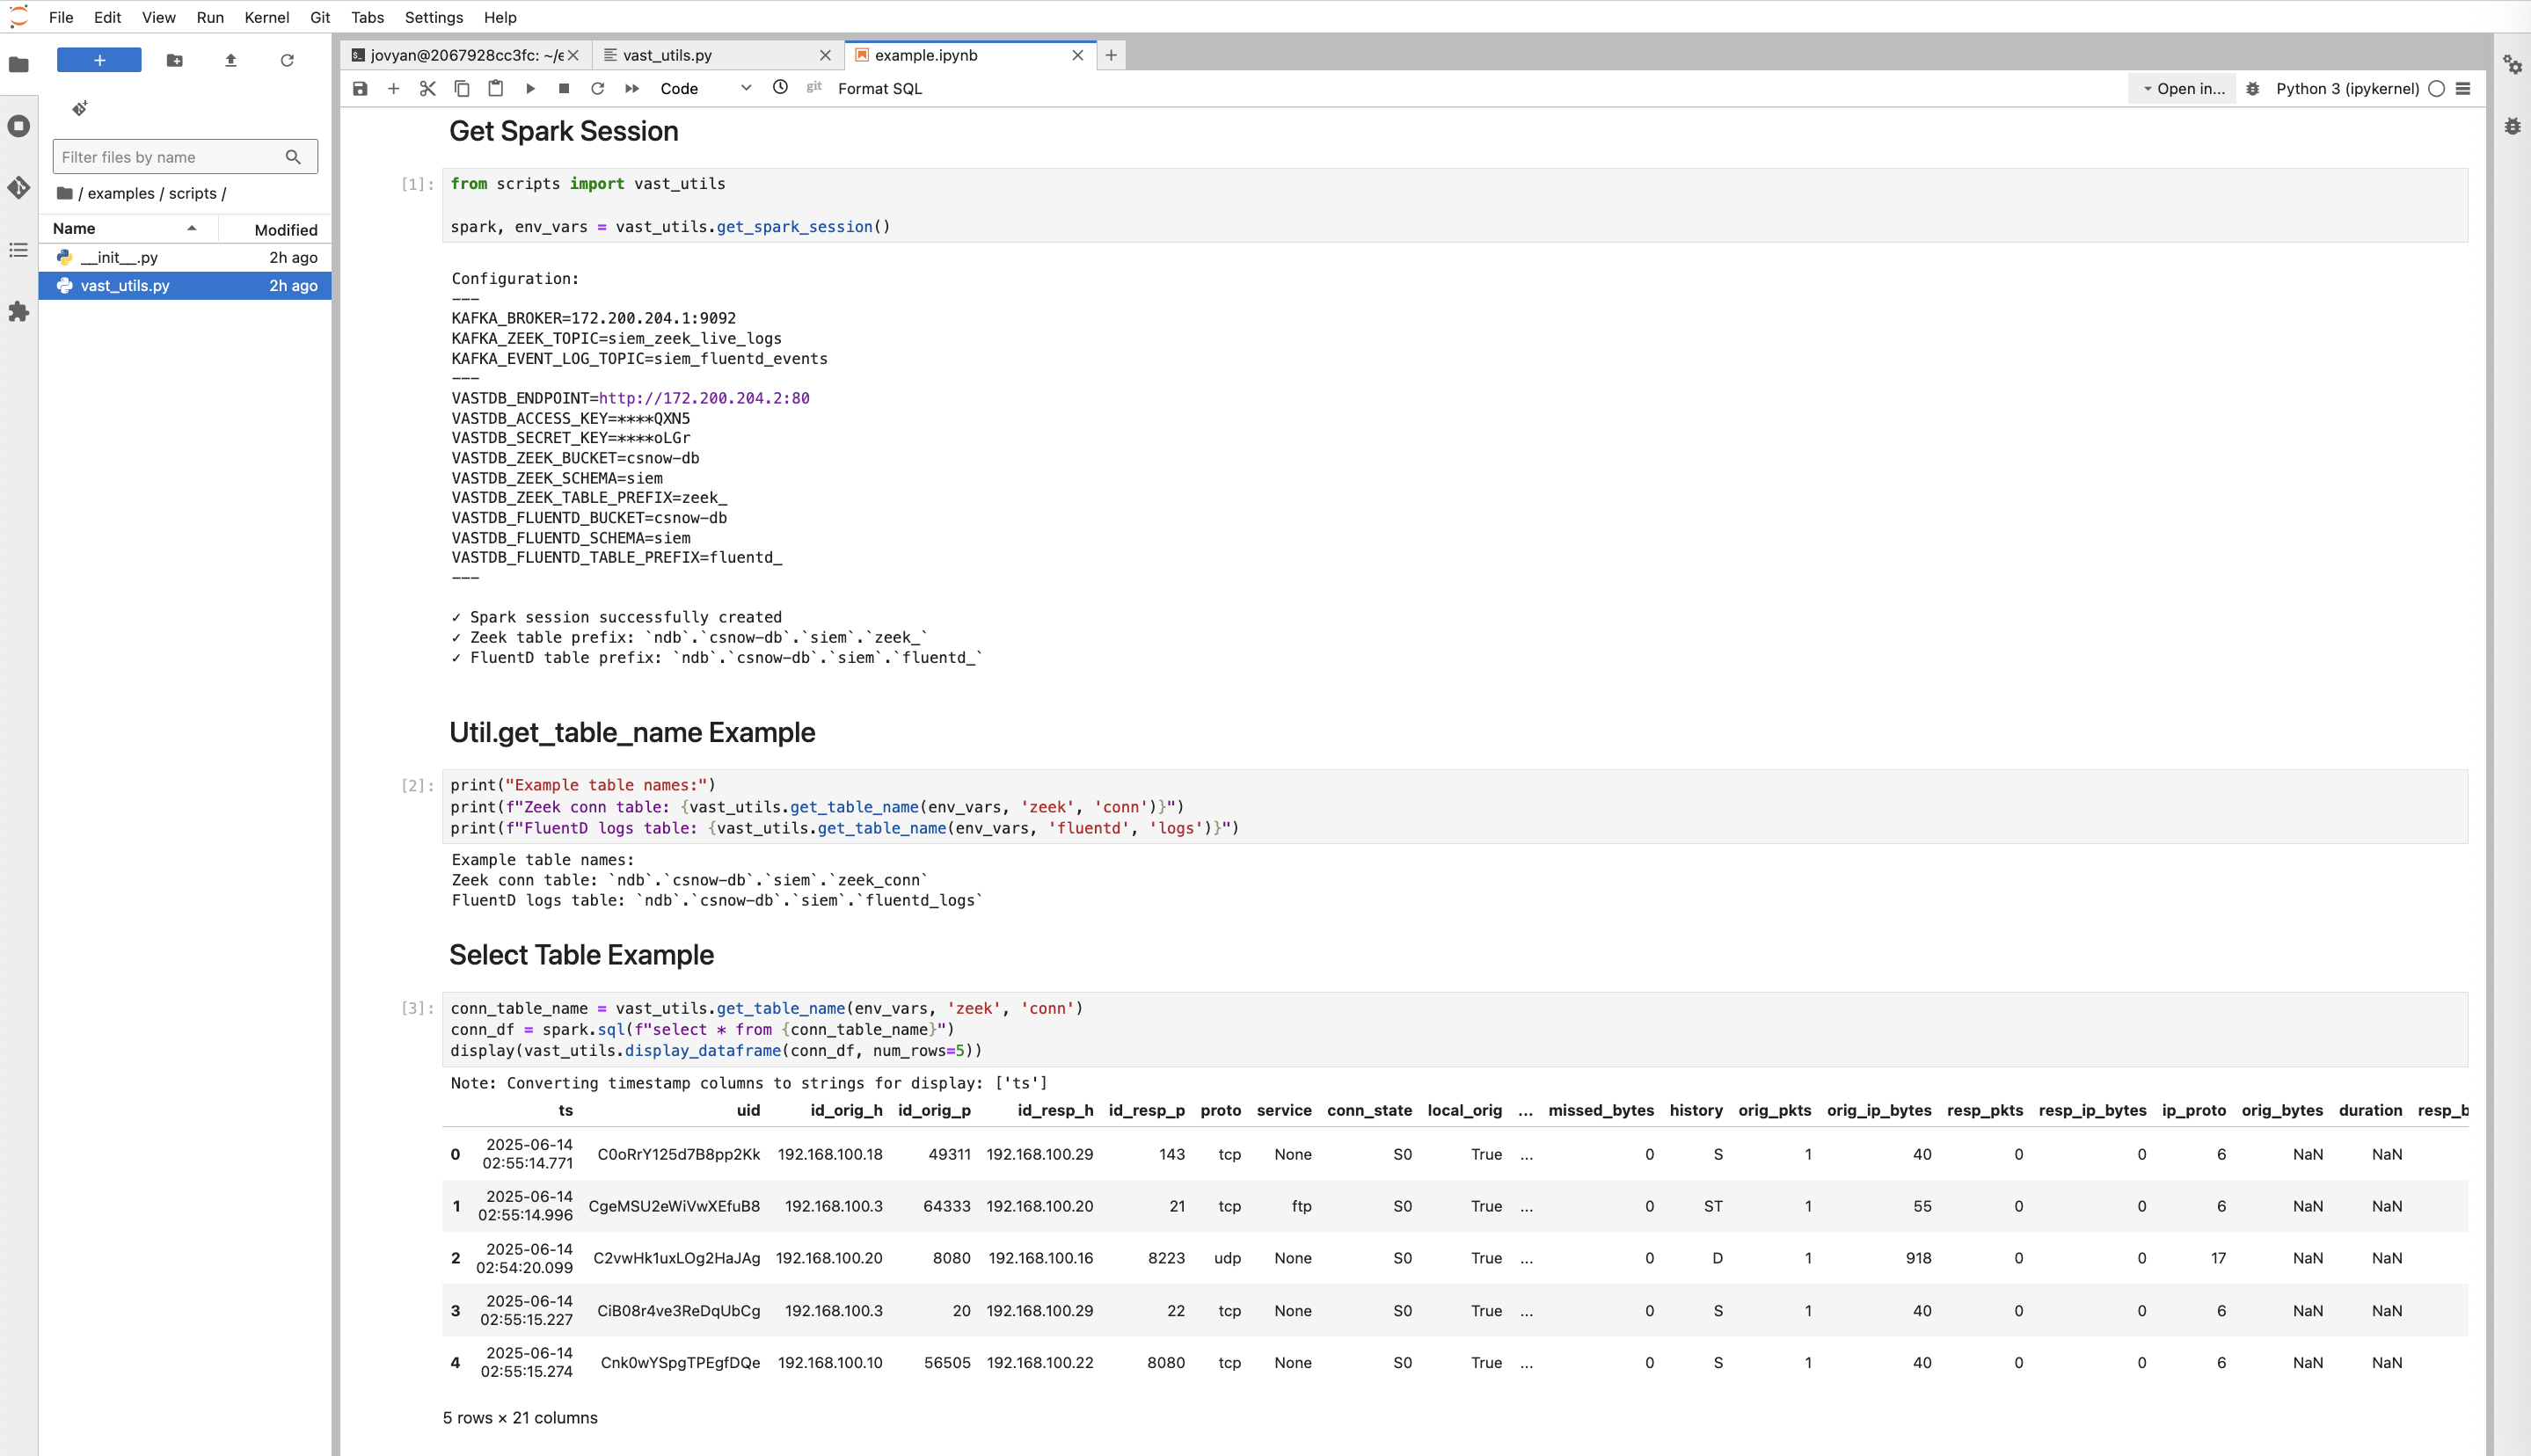 File Edit View Run Kernel Git Tabs Settings Help
jovyan@2067928cc3fc: ~/e
vast_utils.py
example.ipynb
Code
git
Format SQL
Open in...
Python 3 (ipykernel)
Filter files by name
/ examples / scripts /
Name Modified
__init__.py 2h ago
vast_utils.py 2h ago
Get Spark Session
[1]:
from scripts import vast_utils
spark, env_vars = vast_utils.get_spark_session()
Configuration:
---
KAFKA_BROKER=172.200.204.1:9092
KAFKA_ZEEK_TOPIC=siem_zeek_live_logs
KAFKA_EVENT_LOG_TOPIC=siem_fluentd_events
---
VASTDB_ENDPOINT=http://172.200.204.2:80
VASTDB_ACCESS_KEY=****QXN5
VASTDB_SECRET_KEY=****oLGr
VASTDB_ZEEK_BUCKET=csnow-db
VASTDB_ZEEK_SCHEMA=siem
VASTDB_ZEEK_TABLE_PREFIX=zeek_
VASTDB_FLUENTD_BUCKET=csnow-db
VASTDB_FLUENTD_SCHEMA=siem
VASTDB_FLUENTD_TABLE_PREFIX=fluentd_
---
✓ Spark session successfully created
✓ Zeek table prefix: `ndb`.`csnow-db`.`siem`.`zeek_`
✓ FluentD table prefix: `ndb`.`csnow-db`.`siem`.`fluentd_`
Util.get_table_name Example
[2]:
print("Example table names:")
print(f"Zeek conn table: {vast_utils.get_table_name(env_vars, 'zeek', 'conn')}")
print(f"FluentD logs table: {vast_utils.get_table_name(env_vars, 'fluentd', 'logs')}")
Example table names:
Zeek conn table: `ndb`.`csnow-db`.`siem`.`zeek_conn`
FluentD logs table: `ndb`.`csnow-db`.`siem`.`fluentd_logs`
Select Table Example
[3]:
conn_table_name = vast_utils.get_table_name(env_vars, 'zeek', 'conn')
conn_df = spark.sql(f"select * from {conn_table_name}")
display(vast_utils.display_dataframe(conn_df, num_rows=5))
Note: Converting timestamp columns to strings for display: ['ts']
ts uid id_orig_h id_orig_p id_resp_h id_resp_p proto service conn_state local_orig ... missed_bytes history orig_pkts orig_ip_bytes resp_pkts resp_ip_bytes ip_proto orig_bytes duration resp_b
0 2025-06-14 02:55:14.771 C0oRrY125d7B8pp2Kk 192.168.100.18 49311 192.168.100.29 143 tcp None S0 True ... 0 S 1 40 0 0 6 NaN NaN
1 2025-06-14 02:55:14.996 CgeMSU2eWiVwXEfuB8 192.168.100.3 64333 192.168.100.20 21 tcp ftp S0 True ... 0 ST 1 55 0 0 6 NaN NaN
2 2025-06-14 02:54:20.099 C2vwHk1uxLOg2HaJAg 192.168.100.20 8080 192.168.100.16 8223 udp None S0 True ... 0 D 1 918 0 0 17 NaN NaN
3 2025-06-14 02:55:15.227 CiB08r4ve3ReDqUbCg 192.168.100.3 20 192.168.100.29 22 tcp None S0 True ... 0 S 1 40 0 0 6 NaN NaN
4 2025-06-14 02:55:15.274 Cnk0wYSpgTPEgfDQe 192.168.100.10 56505 192.168.100.22 8080 tcp None S0 True ... 0 S 1 40 0 0 6 NaN NaN
5 rows × 21 columns